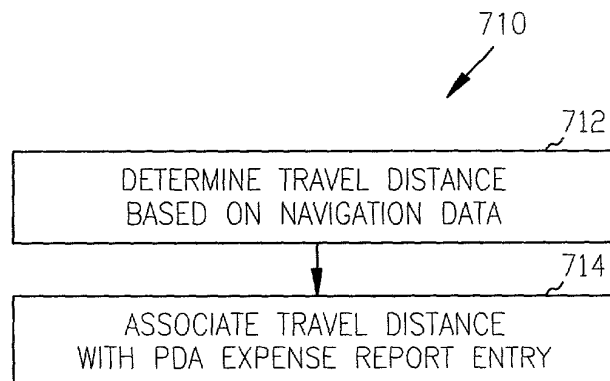 710
712
DETERMINE TRAVEL DISTANCE
BASED ON NAVIGATION DATA
714
ASSOCIATE TRAVEL DISTANCE
WITH PDA EXPENSE REPORT ENTRY